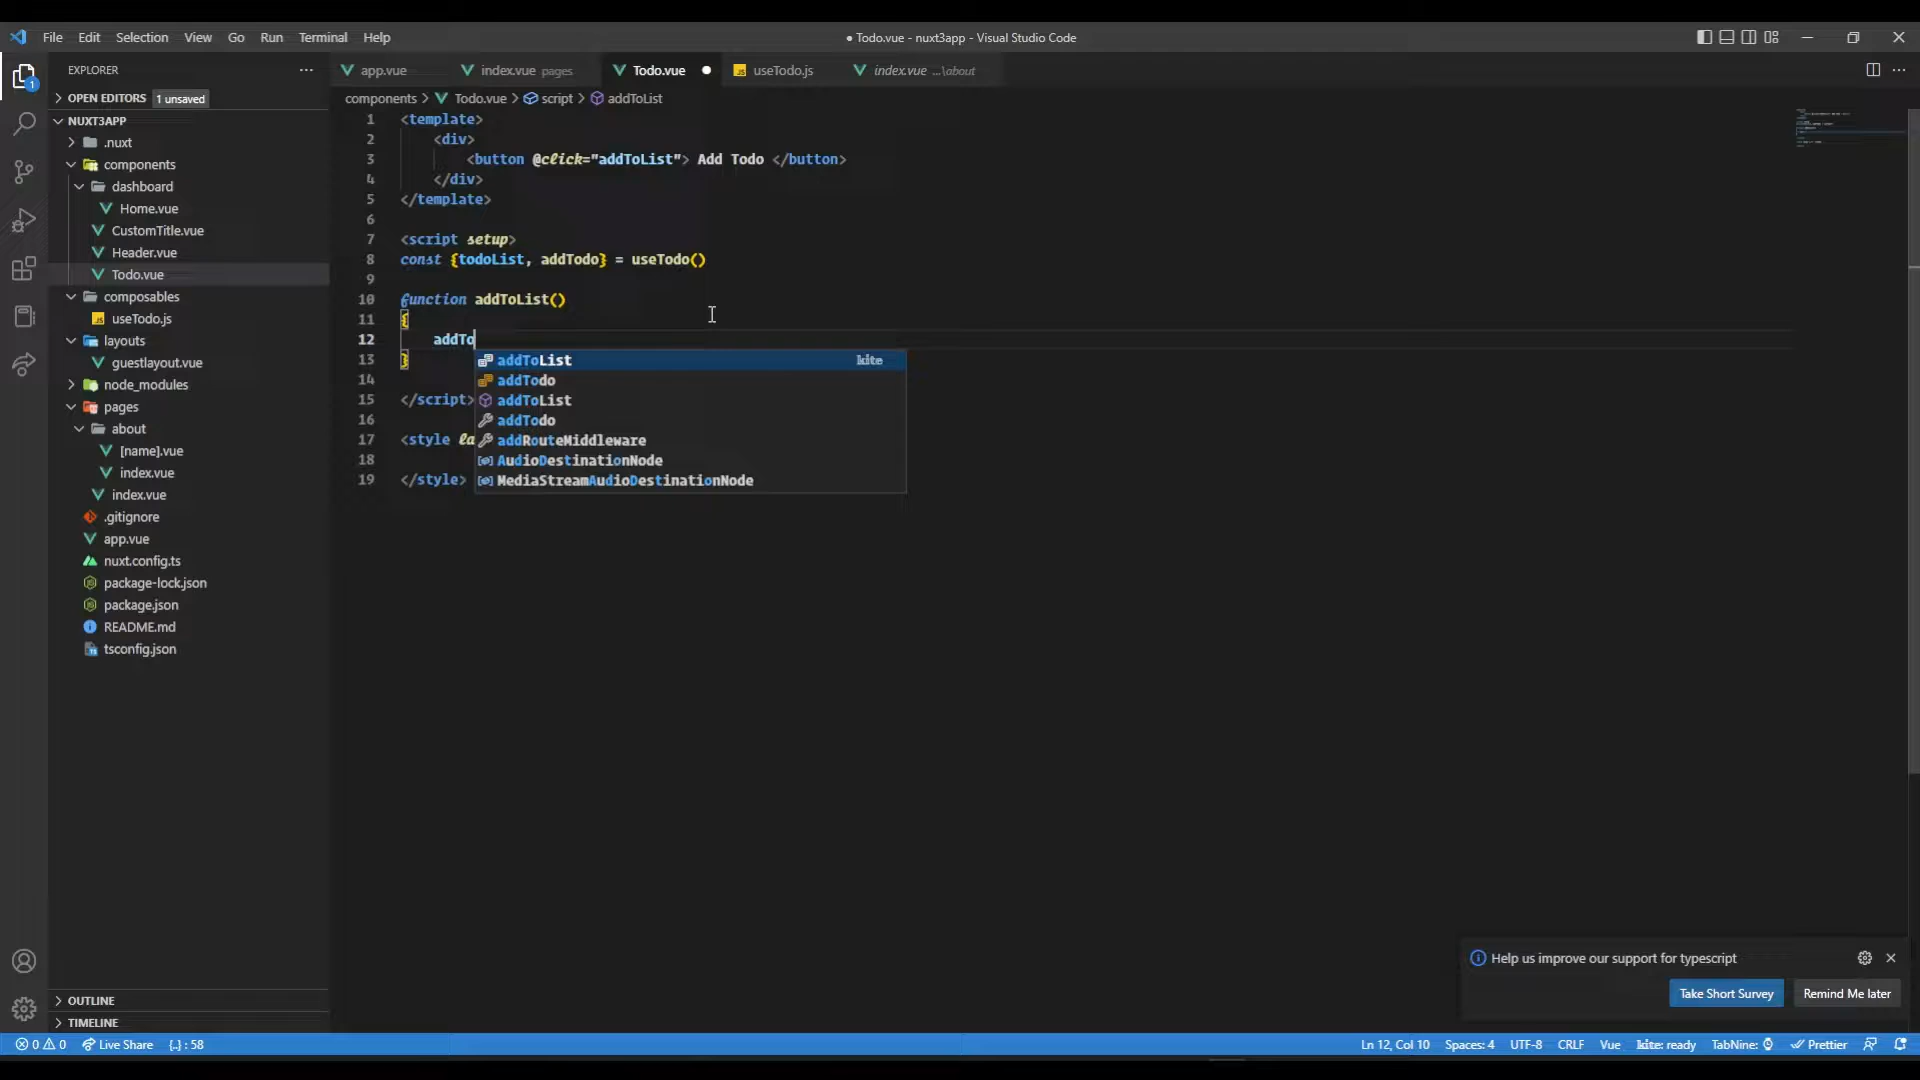 File Edit Selection View Go Run Terminal Help
● Todo.vue - nuxt3app - Visual Studio Code
EXPLORER
OPEN EDITORS 1 unsaved
NUXT3APP
.nuxt
components
dashboard
Home.vue
CustomTitle.vue
Header.vue
Todo.vue
composables
useTodo.js
layouts
guestlayout.vue
node_modules
pages
about
[name].vue
index.vue
index.vue
.gitignore
app.vue
nuxt.config.ts
package-lock.json
package.json
README.md
tsconfig.json
OUTLINE
TIMELINE
app.vue index.vue pages Todo.vue useTodo.js index.vue ...\about
components > Todo.vue > script > addToList
1 <template>
2 <div>
3 <button @click="addToList"> Add Todo </button>
4 </div>
5 </template>
6
7 <script setup>
8 const {todoList, addTodo} = useTodo()
9
10 function addToList()
11 {
12 addTo
13 }
14
15 </script>
16
17 <style la
18
19 </style>
addToList kite
addTodo
addToList
addTodo
addRouteMiddleware
AudioDestinationNode
MediaStreamAudioDestinationNode
Help us improve our support for typescript
Take Short Survey Remind Me later
0 0 Live Share {..} : 58 Ln 12, Col 10 Spaces: 4 UTF-8 CRLF Vue kite: ready TabNine: Prettier